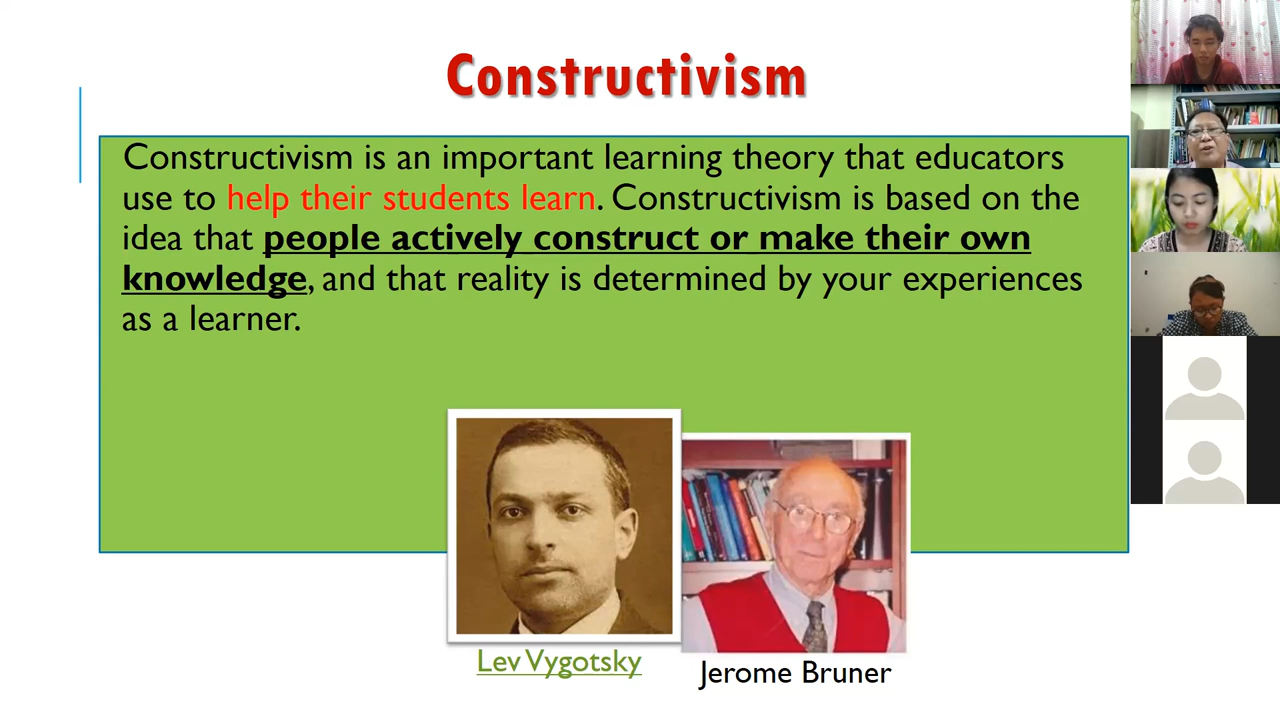 Constructivism
Constructivism is an important learning theory that educators
use to help their students learn. Constructivism is based on the
idea that people actively construct or make their own
knowledge, and that reality is determined by your experiences
as a learner.
Lev Vygotsky
Jerome Bruner